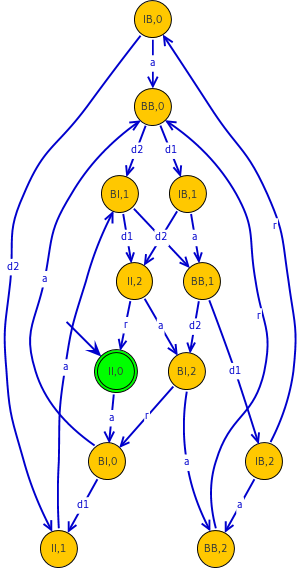 IB,0
a
BB,0
d2 d1
BI,1 IB,1
d1 d2 a
r
d2
II,2 BB,1
a
r a d2 r
II,0 BI,2
a d1
a r
BI,0 IB,2
a
d1 a
II,1 BB,2